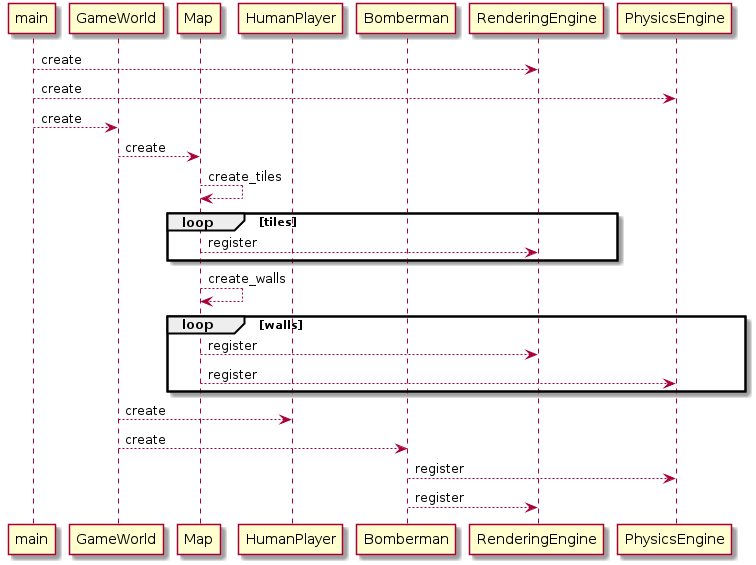 main GameWorld Map HumanPlayer Bomberman RenderingEngine PhysicsEngine
create
create
create
create
create_tiles
loop [tiles]
register
create_walls
loop [walls]
register
register
create
create
register
register
main GameWorld Map HumanPlayer Bomberman RenderingEngine PhysicsEngine